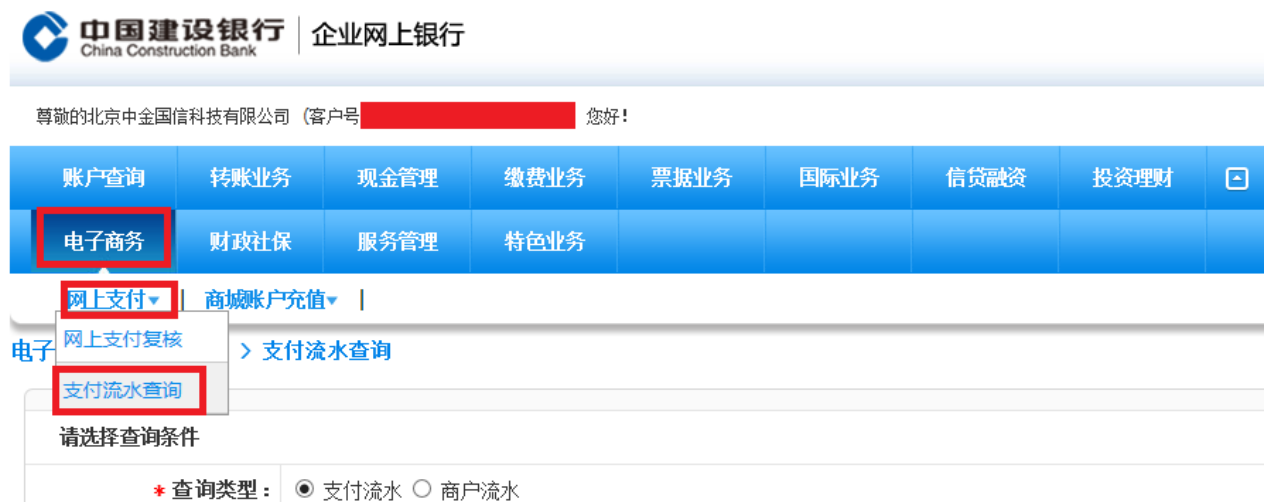 中国建设银行 企业网上银行
China Construction Bank
尊敬的北京中金国信科技有限公司（客户号 您好！
账户查询 转账业务 现金管理 缴费业务 票据业务 国际业务 信贷融资 投资理财
电子商务 财政社保 服务管理 特色业务
网上支付 | 商城账户充值 |
网上支付复核
电子 > 支付流水查询
支付流水查询
请选择查询条件
* 查询类型： 支付流水 商户流水